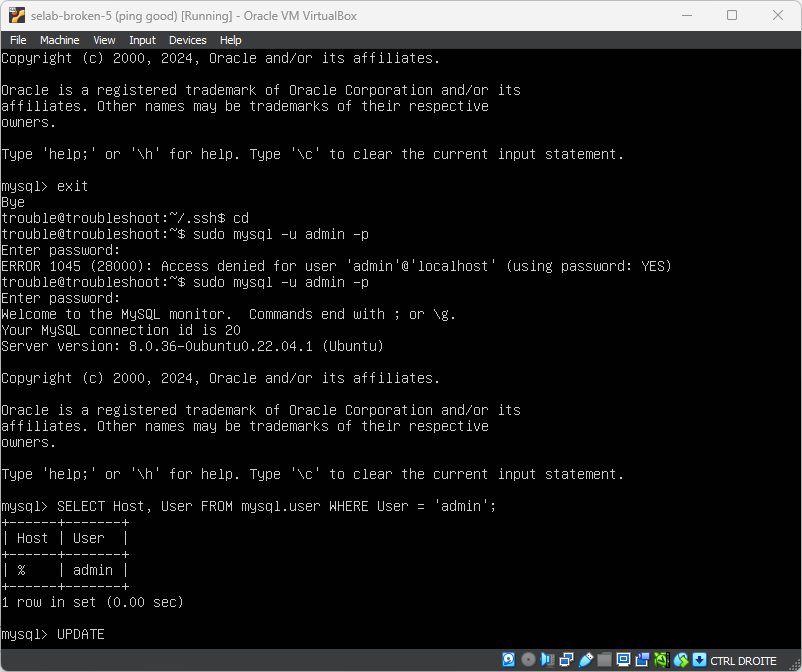 selab-broken-5 (ping good) [Running] - Oracle VM VirtualBox
File Machine View Input Devices Help
Copyright (c) 2000, 2024, Oracle and/or its affiliates.
Oracle is a registered trademark of Oracle Corporation and/or its
affiliates. Other names may be trademarks of their respective
owners.
Type 'help;' or '\h' for help. Type '\c' to clear the current input statement.
mysql> exit
Bye
trouble@troubleshoot:~/.ssh$ cd
trouble@troubleshoot:~$ sudo mysql -u admin -p
Enter password:
ERROR 1045 (28000): Access denied for user 'admin'@'localhost' (using password: YES)
trouble@troubleshoot:~$ sudo mysql -u admin -p
Enter password:
Welcome to the MySQL monitor.  Commands end with ; or \g.
Your MySQL connection id is 20
Server version: 8.0.36-0ubuntu0.22.04.1 (Ubuntu)
Copyright (c) 2000, 2024, Oracle and/or its affiliates.
Oracle is a registered trademark of Oracle Corporation and/or its
affiliates. Other names may be trademarks of their respective
owners.
Type 'help;' or '\h' for help. Type '\c' to clear the current input statement.
mysql> SELECT Host, User FROM mysql.user WHERE User = 'admin';
+------+-------+
| Host | User  |
+------+-------+
| %    | admin |
+------+-------+
1 row in set (0.00 sec)
mysql> UPDATE
CTRL DROITE